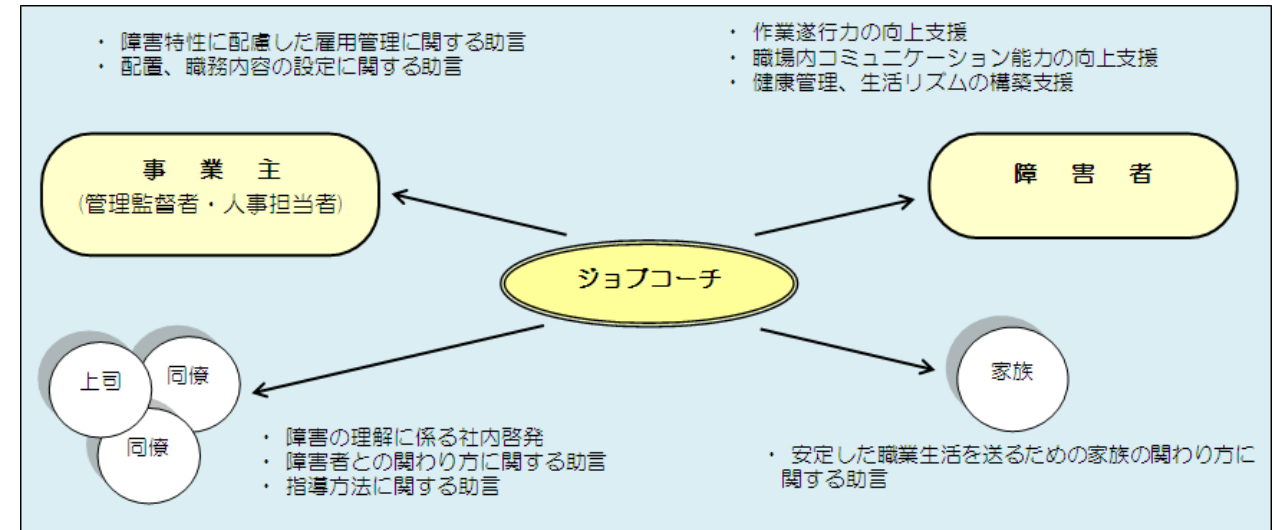 ・ 障害特性に配慮した雇用管理に関する助言
・ 配置、職務内容の設定に関する助言
・ 作業遂行力の向上支援
・ 職場内コミュニケーション能力の向上支援
・ 健康管理、生活リズムの構築支援
事 業 主
(管理監督者・人事担当者)
障 害 者
ジョブコーチ
上司
同僚
同僚
家族
・ 障害の理解に係る社内啓発
・ 障害者との関わり方に関する助言
・ 指導方法に関する助言
・ 安定した職業生活を送るための家族の関わり方に
関する助言